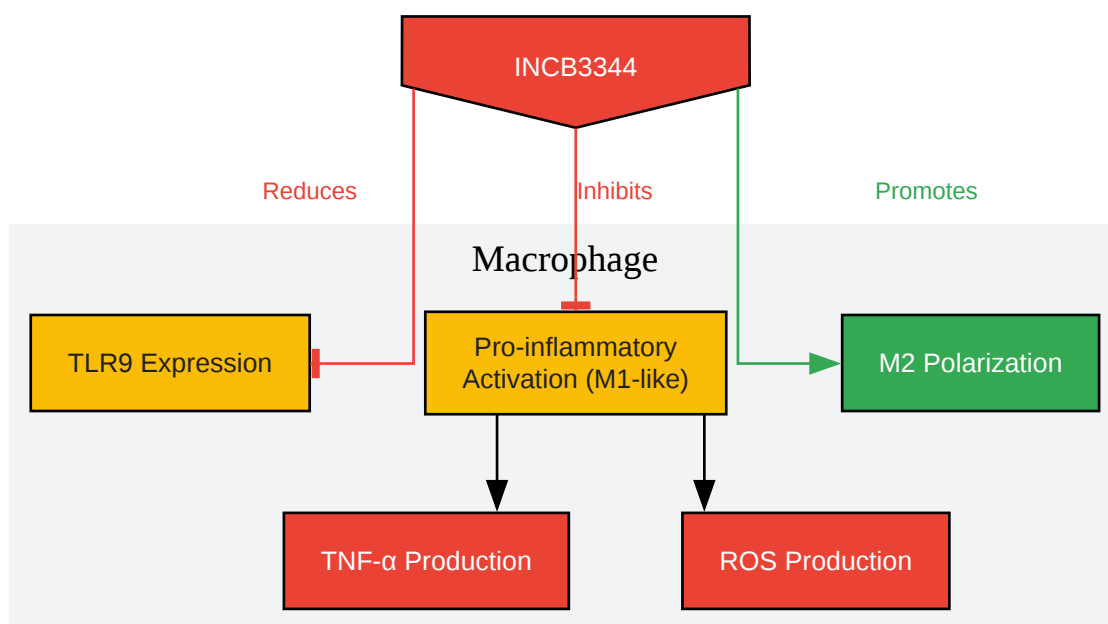 INCB3344
Reduces
Inhibits
Promotes
Macrophage
TLR9 Expression
Pro-inflammatory
Activation (M1-like)
M2 Polarization
TNF-α Production
ROS Production